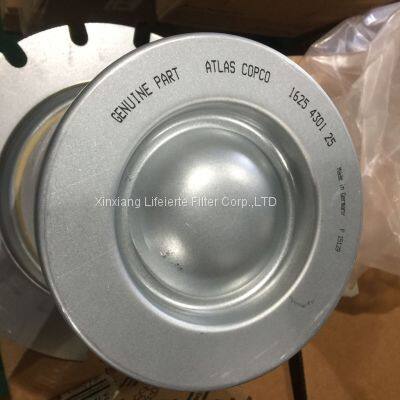 GENUINE PART ATLAS COPCO 1625 4301 25
Made in Germany
Xinxiang Lifeierte Filter Corp.,LTD